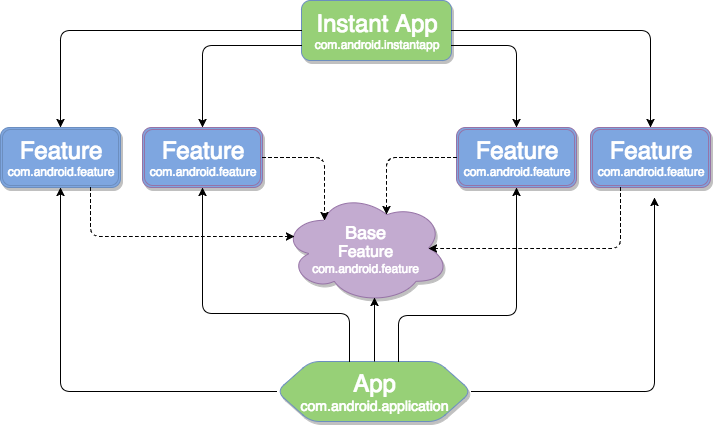 Instant App
com.android.instantapp
Feature
com.android.feature
Feature
com.android.feature
Feature
com.android.feature
Feature
com.android.feature
Base
Feature
com.android.feature
App
com.android.application